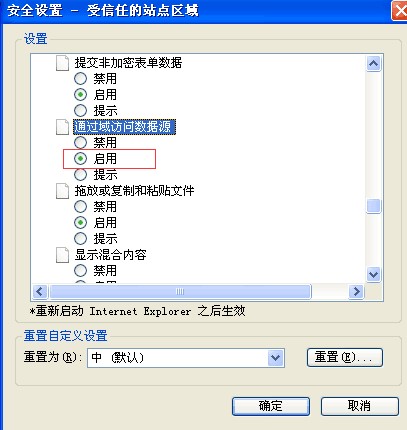 安全设置 - 受信任的站点区域
设置
提交非加密表单数据
禁用
启用
提示
通过域访问数据源
禁用
启用
提示
拖放或复制和粘贴文件
禁用
启用
提示
显示混合内容
禁用
启用
*重新启动 Internet Explorer 之后生效
重置自定义设置
重置为(R): 中 (默认) 重置(E)...
确定 取消